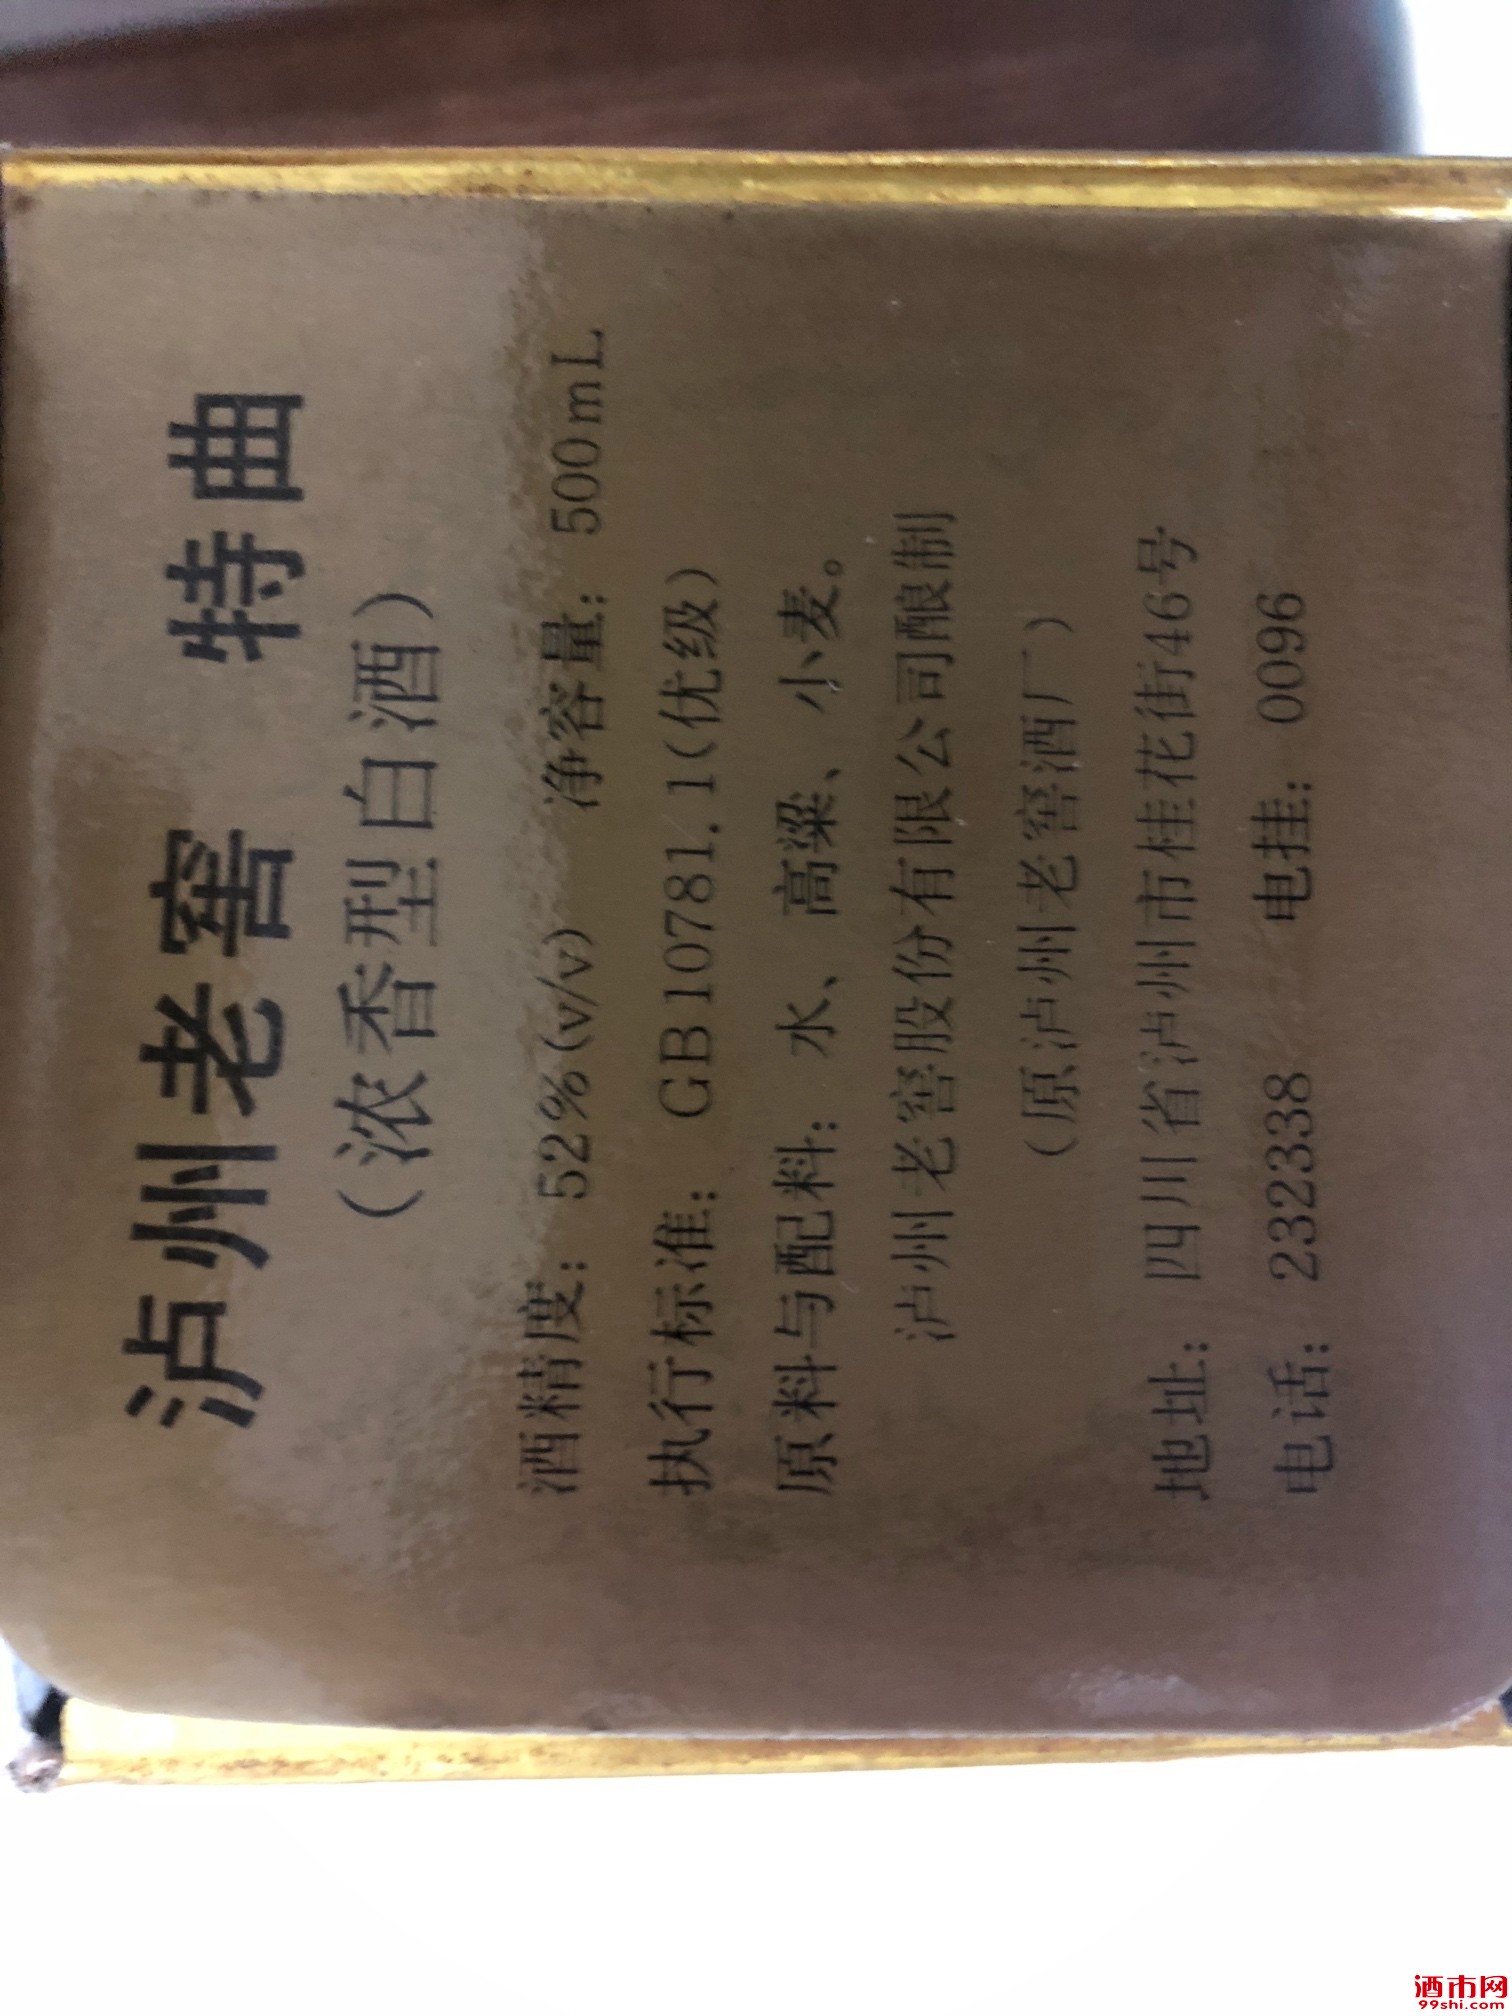 泸州老窖 特曲
(浓香型白酒)
酒精度:52%(v/v) 净容量:500mL
执行标准:GB10781.1(优级)
原料与配料:水、高粱、小麦。
泸州老窖股份有限公司酿制
(原泸州老窖酒厂)
地址:四川省泸州市桂花街46号
电话:232338 电挂:0096
酒市网
99shi.com